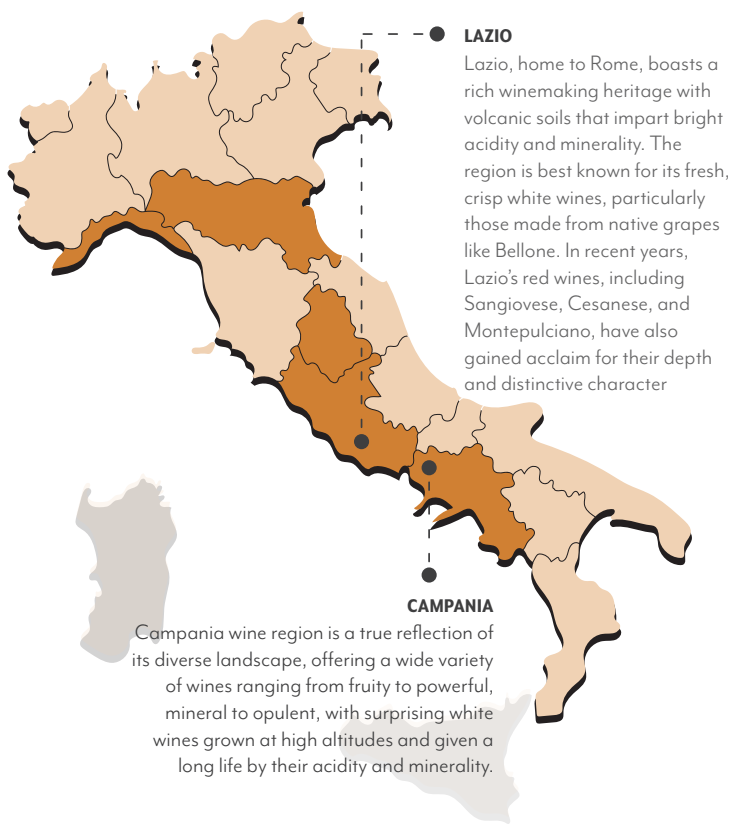 LAZIO
Lazio, home to Rome, boasts a
rich winemaking heritage with
volcanic soils that impart bright
acidity and minerality. The
region is best known for its fresh,
crisp white wines, particularly
those made from native grapes
like Bellone. In recent years,
Lazio's red wines, including
Sangiovese, Cesanese, and
Montepulciano, have also
gained acclaim for their depth
and distinctive character
CAMPANIA
Campania wine region is a true reflection of
its diverse landscape, offering a wide variety
of wines ranging from fruity to powerful,
mineral to opulent, with surprising white
wines grown at high altitudes and given a
long life by their acidity and minerality.